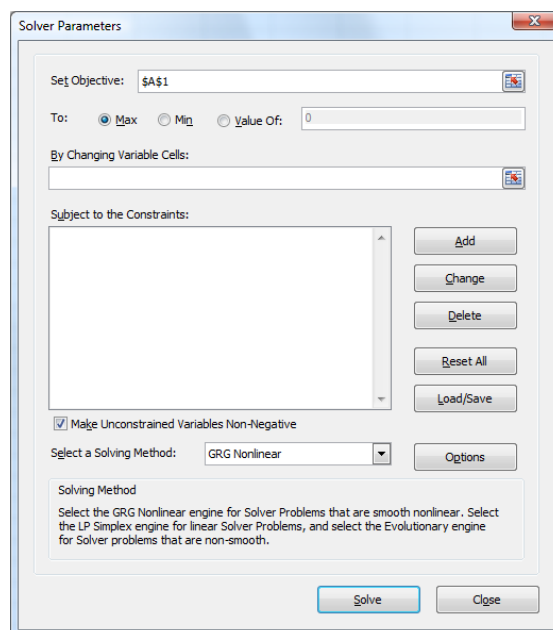 Solver Parameters
Set Objective: $A$1
To: Max Min Value Of: 0
By Changing Variable Cells:
Subject to the Constraints:
Add
Change
Delete
Reset All
Load/Save
Make Unconstrained Variables Non-Negative
Select a Solving Method: GRG Nonlinear Options
Solving Method
Select the GRG Nonlinear engine for Solver Problems that are smooth nonlinear. Select
the LP Simplex engine for linear Solver Problems, and select the Evolutionary engine
for Solver problems that are non-smooth.
Solve Close